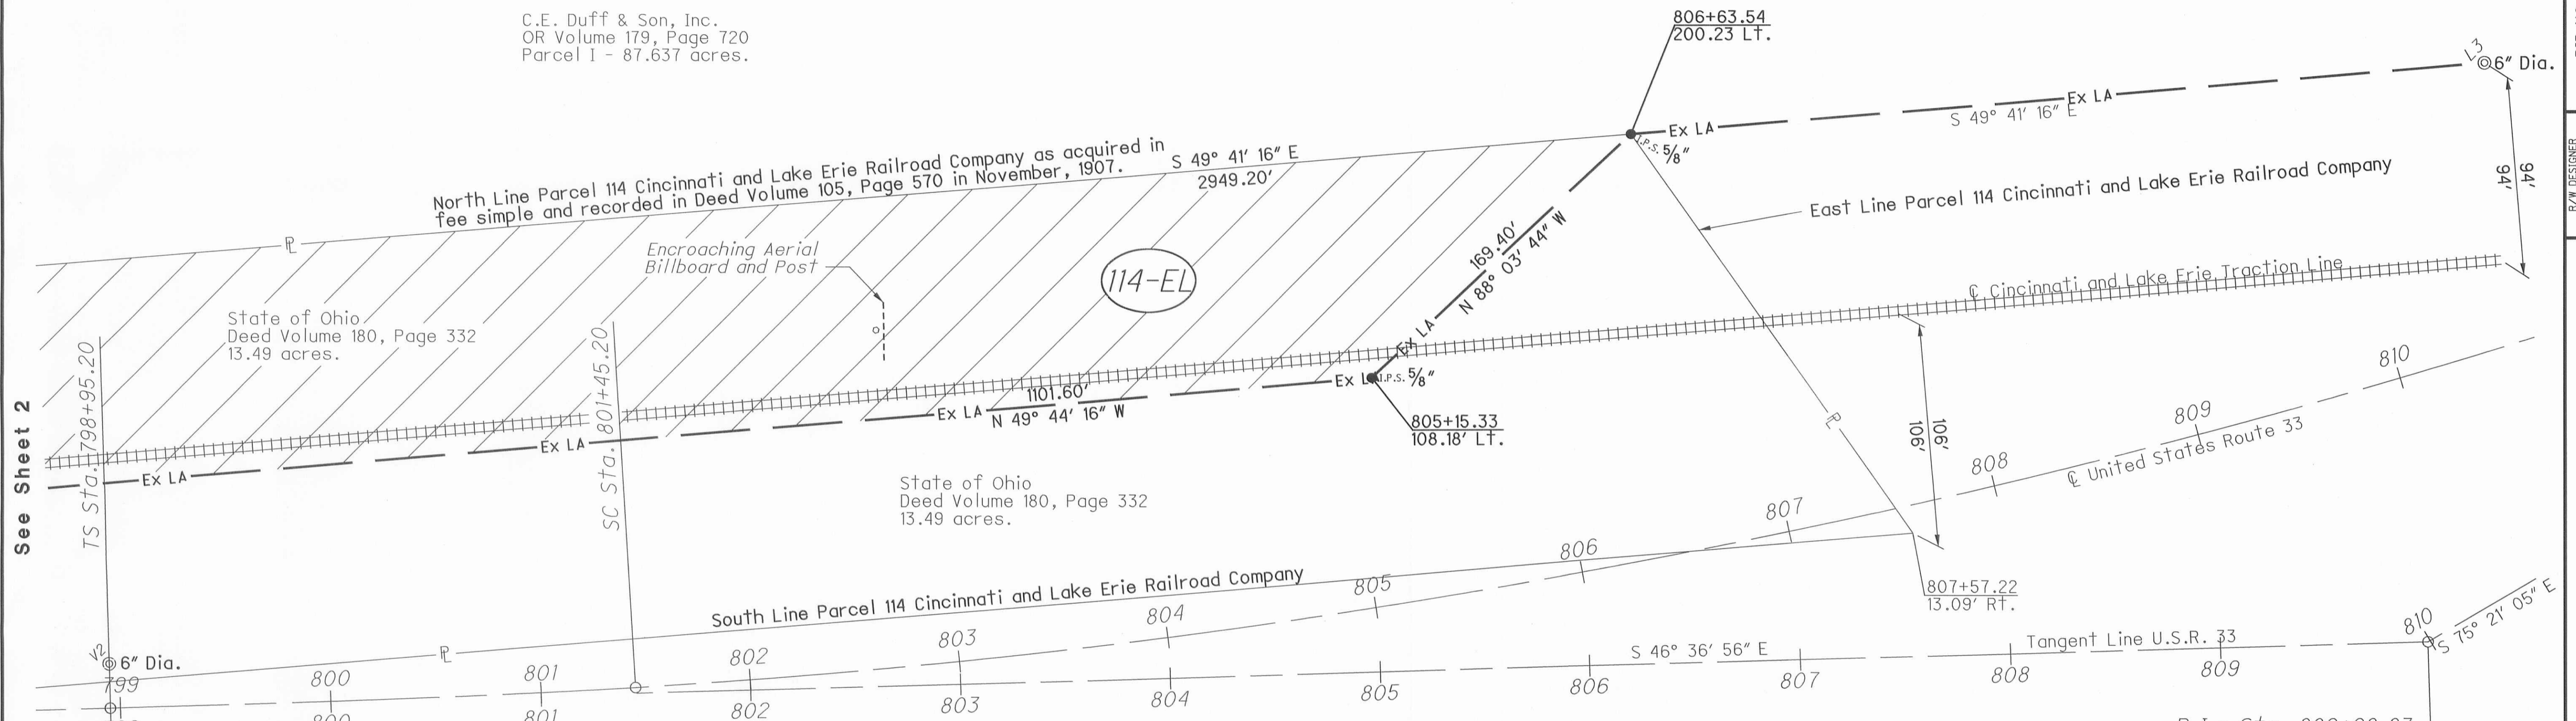 C.E. Duff & Son, Inc.
OR Volume 179, Page 720
Parcel I - 87.637 acres.
806+63.54
200.23 LT.
L3
6" Dia.
Ex LA
S 49° 41' 16" E
Ex LA
I.P.S. 5/8"
94'
94'
R/W DESIGNER
North Line Parcel 114 Cincinnati and Lake Erie Railroad Company as acquired in
fee simple and recorded in Deed Volume 105, Page 570 in November, 1907.
S 49° 41' 16" E
2949.20'
East Line Parcel 114 Cincinnati and Lake Erie Railroad Company
PL
Encroaching Aerial
Billboard and Post
114-EL
169.40'
N 88° 03' 44" W
Ex LA
CL Cincinnati and Lake Erie Traction Line
State of Ohio
Deed Volume 180, Page 332
13.49 acres.
TS Sta. 798+95.20
SC Sta. 801+45.20
See Sheet 2
Ex LA
Ex LA
Ex LA
1101.60'
N 49° 44' 16" W
Ex LA
I.P.S. 5/8"
805+15.33
108.18' LT.
106'
106'
PL
810
809
808
CL United States Route 33
State of Ohio
Deed Volume 180, Page 332
13.49 acres.
807
806
805
804
803
802
801
800
799
South Line Parcel 114 Cincinnati and Lake Erie Railroad Company
PL
807+57.22
13.09' RT.
V2
6" Dia.
S 46° 36' 56" E
Tangent Line U.S.R. 33
810
S 75° 21' 05" E
800
801
802
803
804
805
806
807
808
809